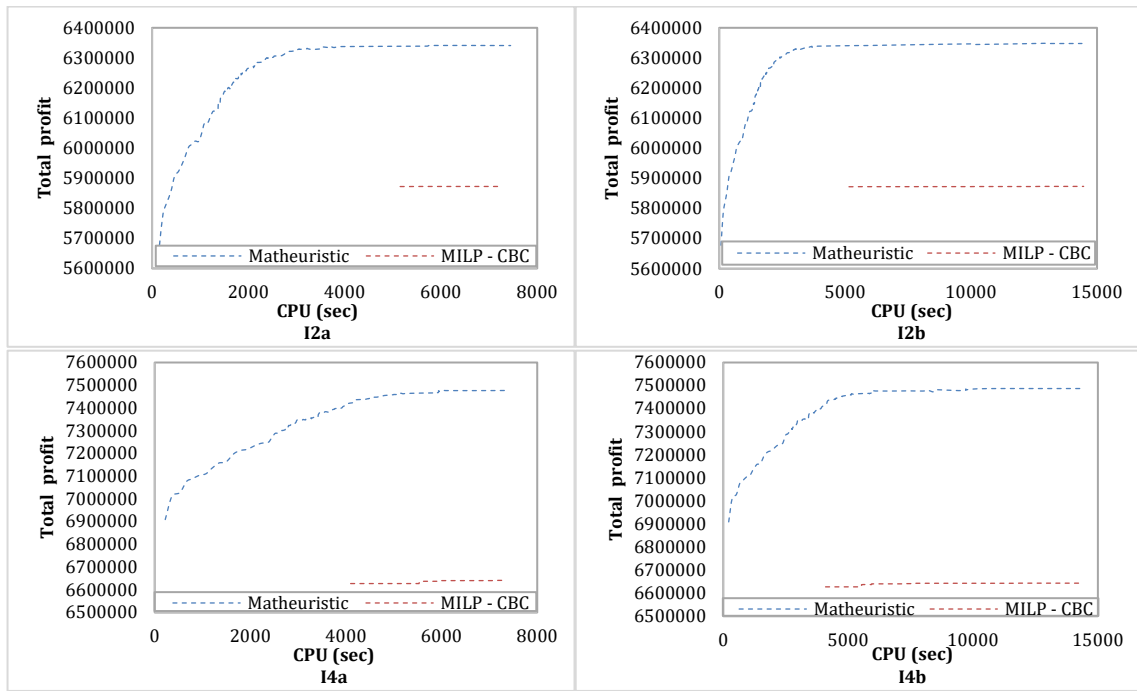 6400000
6300000
6200000
6100000
6000000
5900000
5800000
5700000
5600000
Total profit
Matheuristic MILP - CBC
0 2000 4000 6000 8000
CPU (sec)
I2a
6400000
6300000
6200000
6100000
6000000
5900000
5800000
5700000
5600000
Total profit
Matheuristic MILP - CBC
0 5000 10000 15000
CPU (sec)
I2b
7600000
7500000
7400000
7300000
7200000
7100000
7000000
6900000
6800000
6700000
6600000
6500000
Total profit
Matheuristic MILP - CBC
0 2000 4000 6000 8000
CPU (sec)
I4a
7600000
7500000
7400000
7300000
7200000
7100000
7000000
6900000
6800000
6700000
6600000
6500000
Total profit
Matheuristic MILP - CBC
0 5000 10000 15000
CPU (sec)
I4b